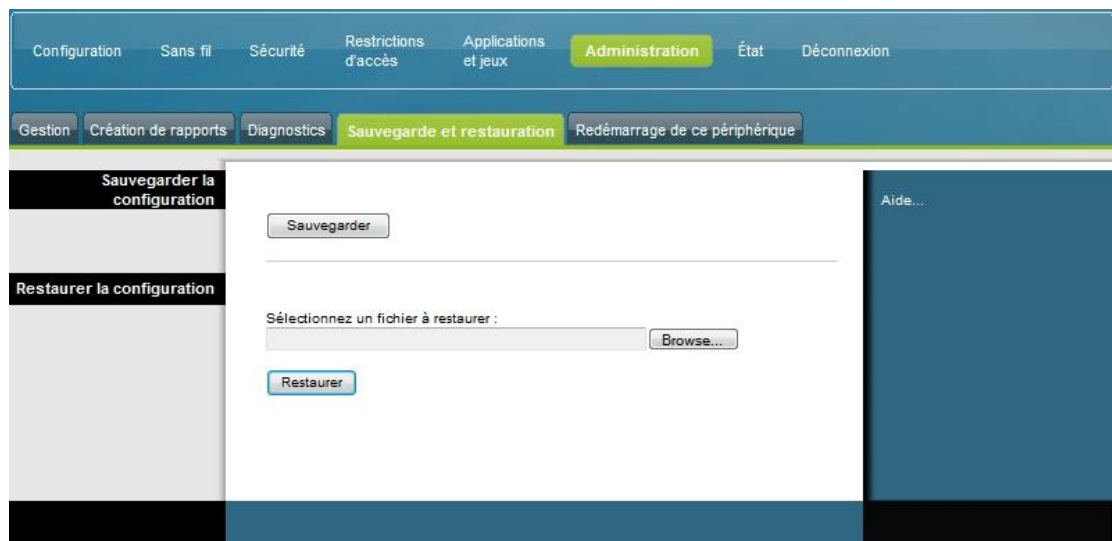 Configuration
Sans fil
Sécurité
Restrictions
d'accès
Applications
et jeux
Administration
État
Déconnexion
Gestion
Création de rapports
Diagnostics
Sauvegarde et restauration
Redémarrage de ce périphérique
Sauvegarder la
configuration
Sauvegarder
Aide...
Restaurer la configuration
Sélectionnez un fichier à restaurer :
Browse...
Restaurer